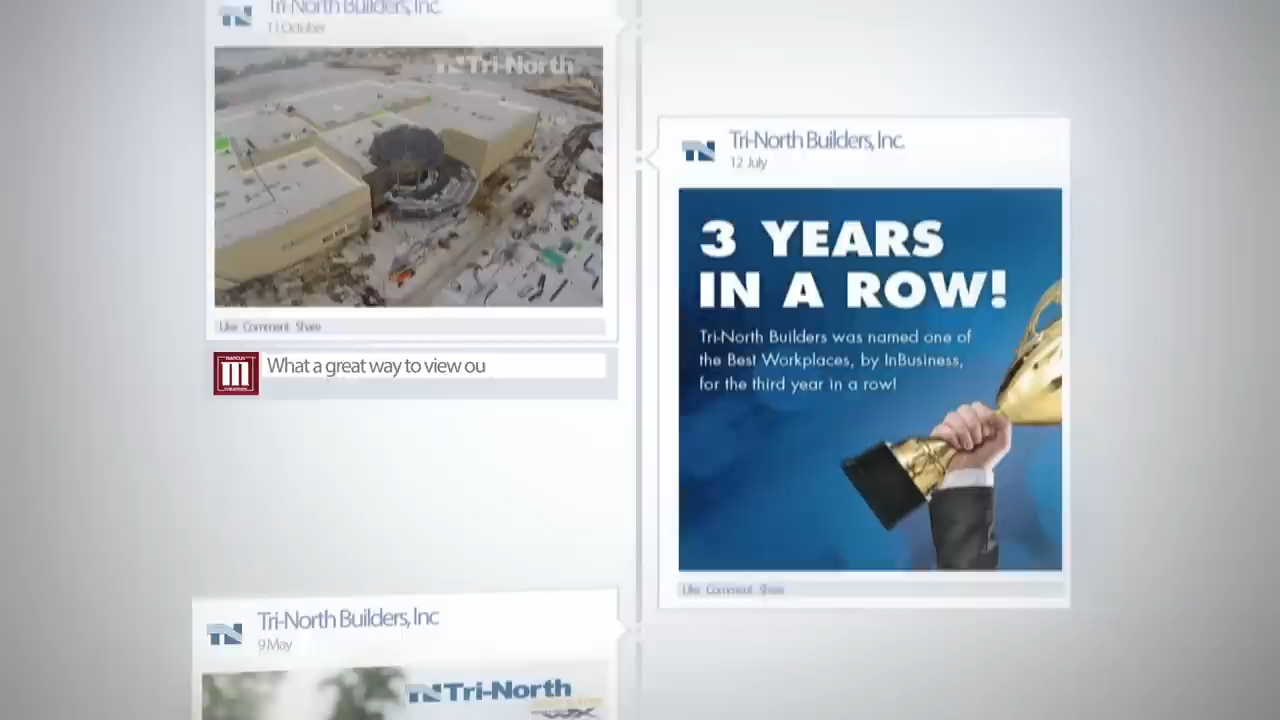 Tri-North Builders, Inc.
11 October
Tri-North
Like Comment Share
What a great way to view ou
Tri-North Builders, Inc.
12 July
3 YEARS
IN A ROW!
Tri-North Builders was named one of
the Best Workplaces, by InBusiness,
for the third year in a row!
Like Comment Share
Tri-North Builders, Inc
9 May
Tri-North